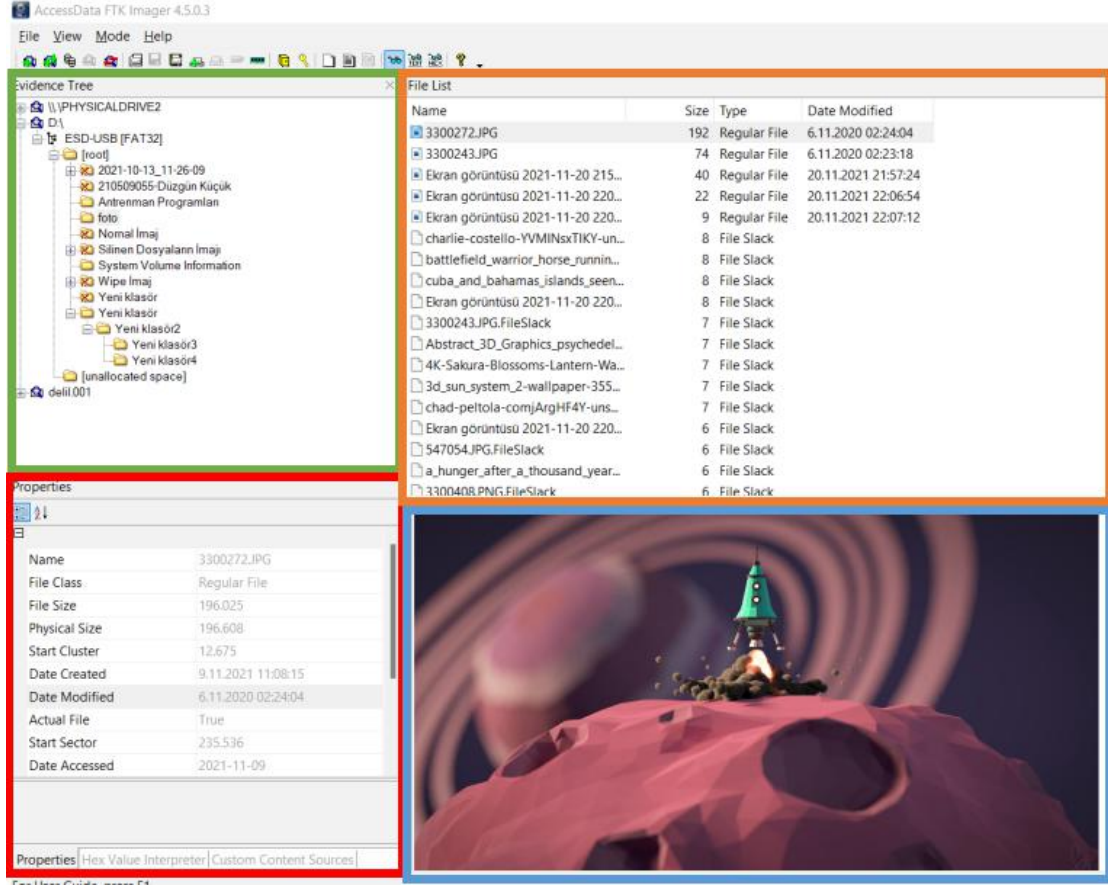 AccessData FTK Imager 4.5.0.3
File View Mode Help
Evidence Tree
\\.\PHYSICALDRIVE2
D:\
ESD-USB [FAT32]
[root]
2021-10-13_11-26-09
210509055-Düzgün Küçük
Antrenman Programları
foto
Normal İmaj
Silinen Dosyaların İmajı
System Volume Information
Wipe İmaj
Yeni klasör
Yeni klasör
Yeni klasör2
Yeni klasör3
Yeni klasör4
[unallocated space]
delil.001
File List
Name Size Type Date Modified
3300272.JPG 192 Regular File 6.11.2020 02:24:04
3300243.JPG 74 Regular File 6.11.2020 02:23:18
Ekran görüntüsü 2021-11-20 215... 40 Regular File 20.11.2021 21:57:24
Ekran görüntüsü 2021-11-20 220... 22 Regular File 20.11.2021 22:06:54
Ekran görüntüsü 2021-11-20 220... 9 Regular File 20.11.2021 22:07:12
charlie-costello-YVMINsxTIKY-un... 8 File Slack
battlefield_warrior_horse_runnin... 8 File Slack
cuba_and_bahamas_islands_seen... 8 File Slack
Ekran görüntüsü 2021-11-20 220... 8 File Slack
3300243.JPG.FileSlack 7 File Slack
Abstract_3D_Graphics_psychedel... 7 File Slack
4K-Sakura-Blossoms-Lantern-Wa... 7 File Slack
3d_sun_system_2-wallpaper-355... 7 File Slack
chad-peltola-comjArgHF4Y-uns... 7 File Slack
Ekran görüntüsü 2021-11-20 220... 6 File Slack
547054.JPG.FileSlack 6 File Slack
a_hunger_after_a_thousand_year... 6 File Slack
3300408.PNG.FileSlack 6 File Slack
Properties
Name 3300272.JPG
File Class Regular File
File Size 196.025
Physical Size 196.608
Start Cluster 12.675
Date Created 9.11.2021 11:08:15
Date Modified 6.11.2020 02:24:04
Actual File True
Start Sector 235.536
Date Accessed 2021-11-09
Properties Hex Value Interpreter Custom Content Sources
For User Guide, press F1